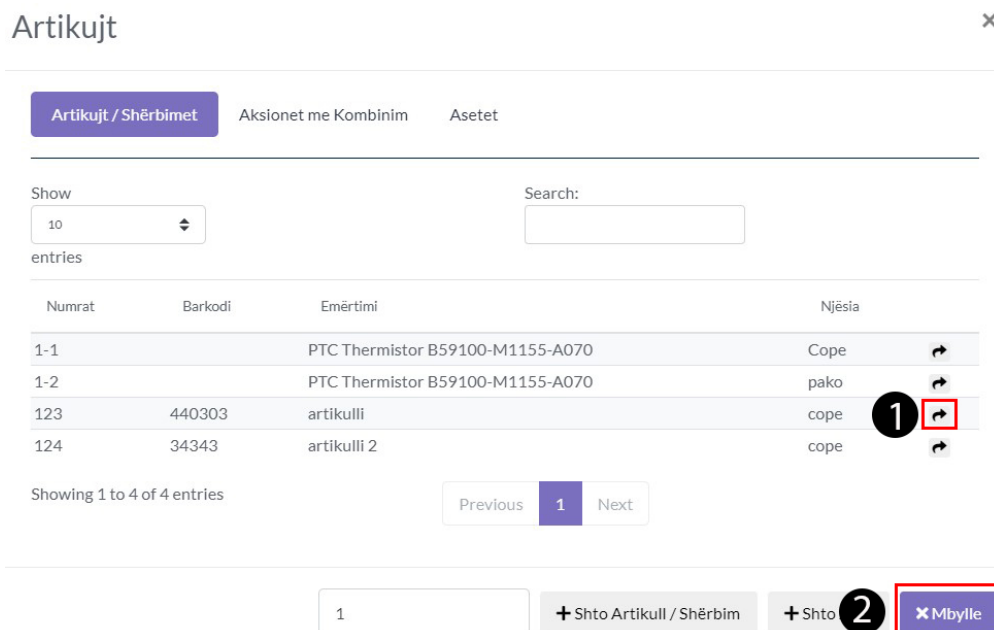 Artikujt
×
Artikujt / Shërbimet Aksionet me Kombinim Asetet
Show
10
entries
Search:
Numrat Barkodi Emërtimi Njësia
1-1 PTC Thermistor B59100-M1155-A070 Cope
1-2 PTC Thermistor B59100-M1155-A070 pako
123 440303 artikulli cope 1
124 34343 artikulli 2 cope
Showing 1 to 4 of 4 entries
Previous 1 Next
1 +Shto Artikull / Shërbim +Shto 2 ×Mbylle